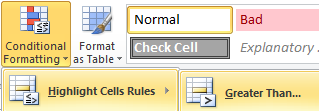 Conditional Formatting
Format as Table
Normal
Bad
Check Cell
Explanatory ...
Highlight Cells Rules
Greater Than...